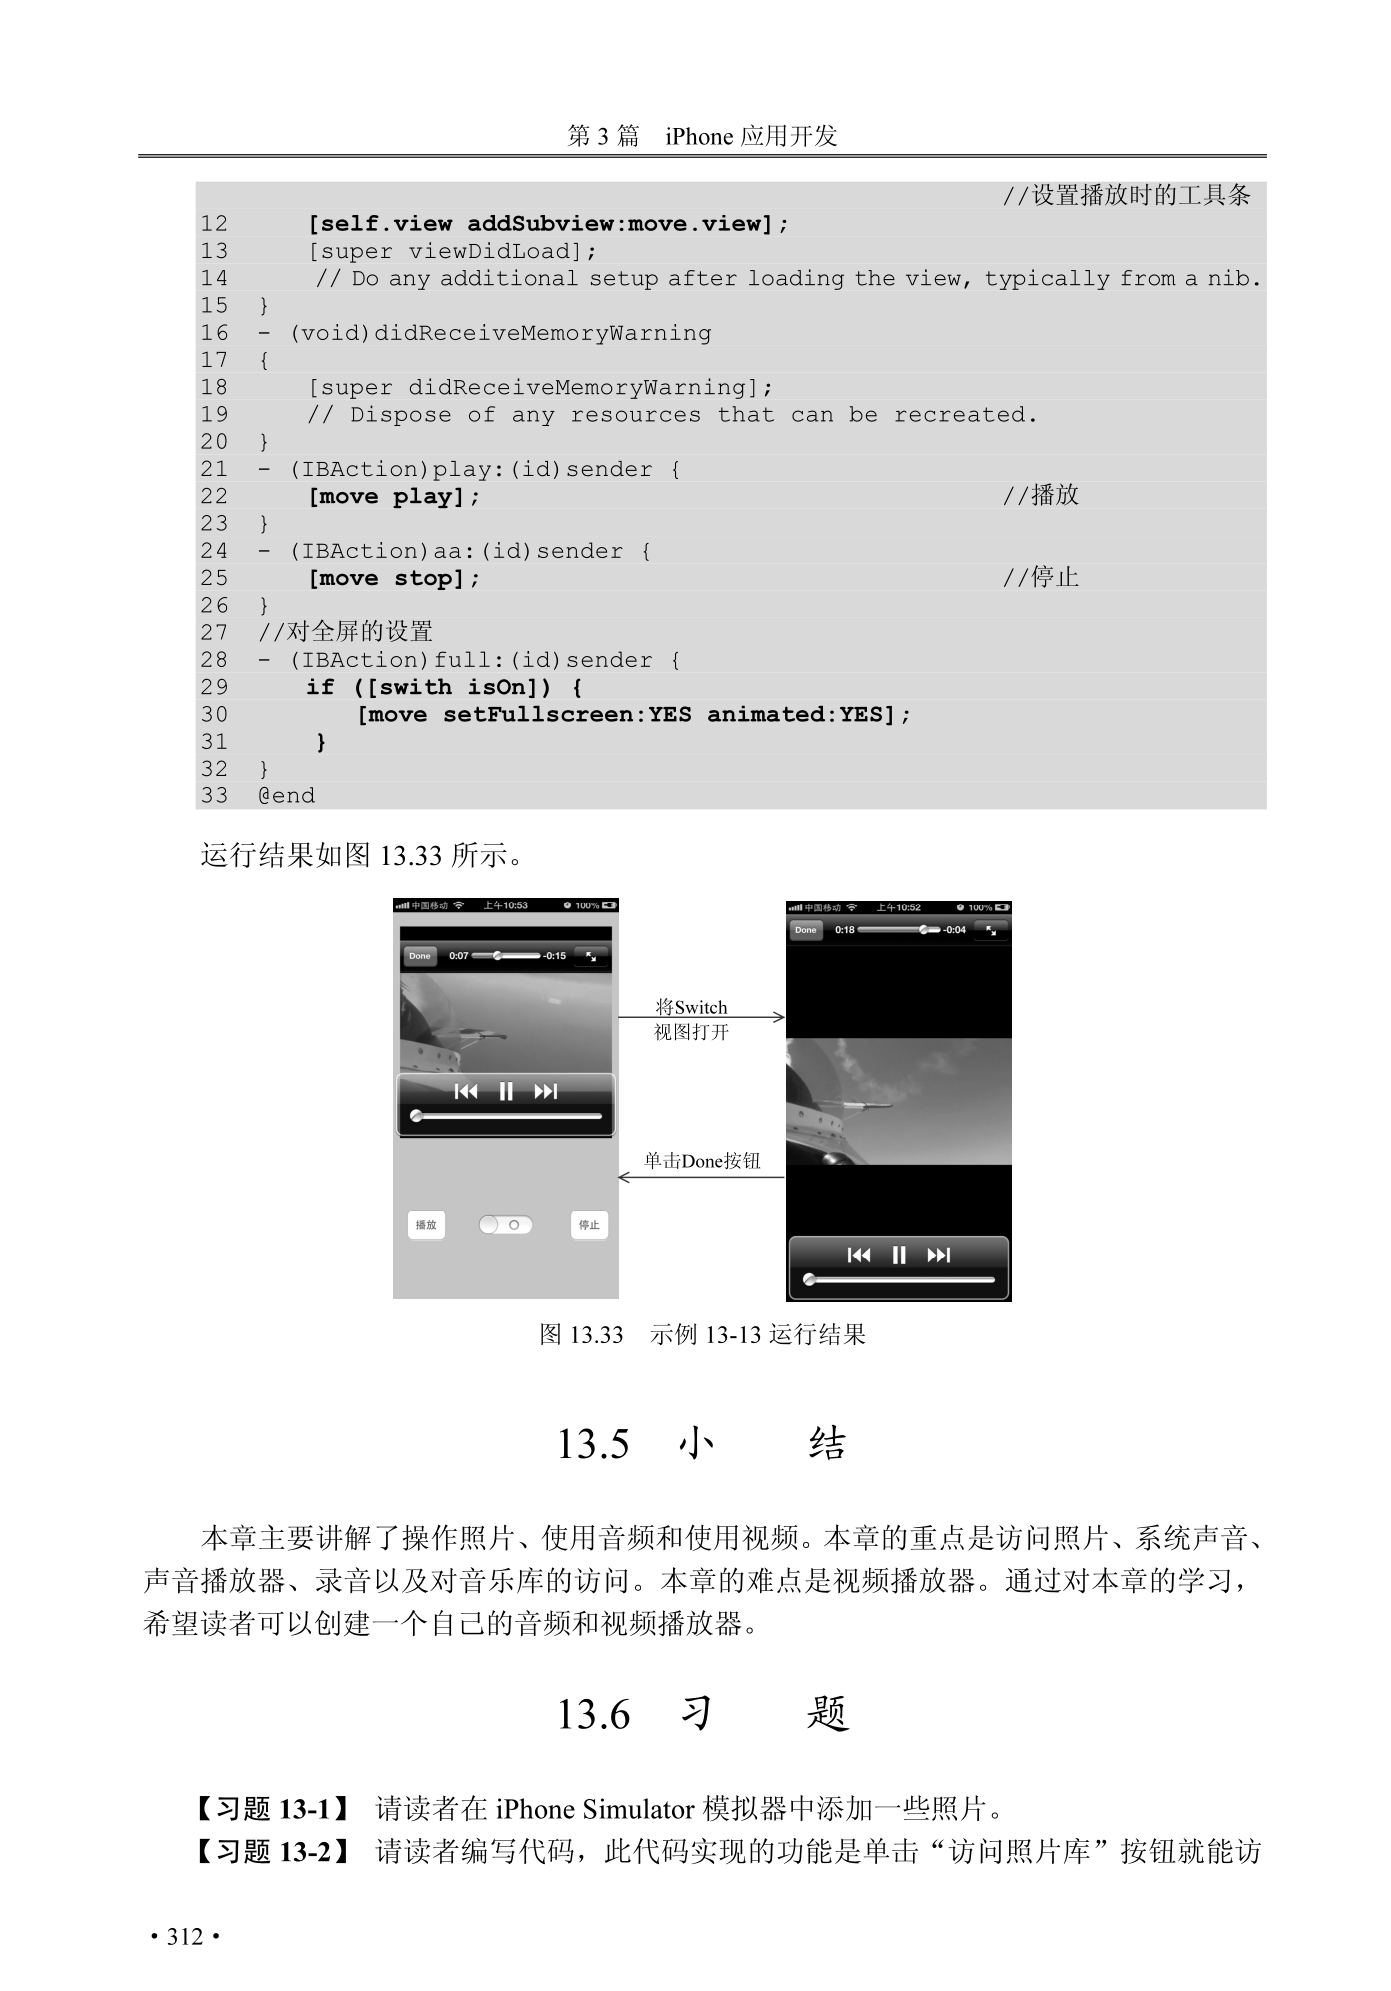 第 3 篇　iPhone 应用开发
//设置播放时的工具条
12     [self.view addSubview:move.view];
13     [super viewDidLoad];
14     // Do any additional setup after loading the view, typically from a nib.
15  }
16  - (void)didReceiveMemoryWarning
17  {
18     [super didReceiveMemoryWarning];
19     // Dispose of any resources that can be recreated.
20  }
21  - (IBAction)play:(id)sender {
22     [move play];                                    //播放
23  }
24  - (IBAction)aa:(id)sender {
25     [move stop];                                    //停止
26  }
27  //对全屏的设置
28  - (IBAction)full:(id)sender {
29     if ([swith isOn]) {
30        [move setFullscreen:YES animated:YES];
31     }
32  }
33  @end
运行结果如图 13.33 所示。
中国移动 上午10:53 100%
Done 0:07 -0:15
播放 停止
将Switch
视图打开
单击Done按钮
中国移动 上午10:52 100%
Done 0:18 -0:04
图 13.33　示例 13-13 运行结果
13.5　小　　结
本章主要讲解了操作照片、使用音频和使用视频。本章的重点是访问照片、系统声音、
声音播放器、录音以及对音乐库的访问。本章的难点是视频播放器。通过对本章的学习，
希望读者可以创建一个自己的音频和视频播放器。
13.6　习　　题
【习题 13-1】 请读者在 iPhone Simulator 模拟器中添加一些照片。
【习题 13-2】 请读者编写代码，此代码实现的功能是单击“访问照片库”按钮就能访
·312·